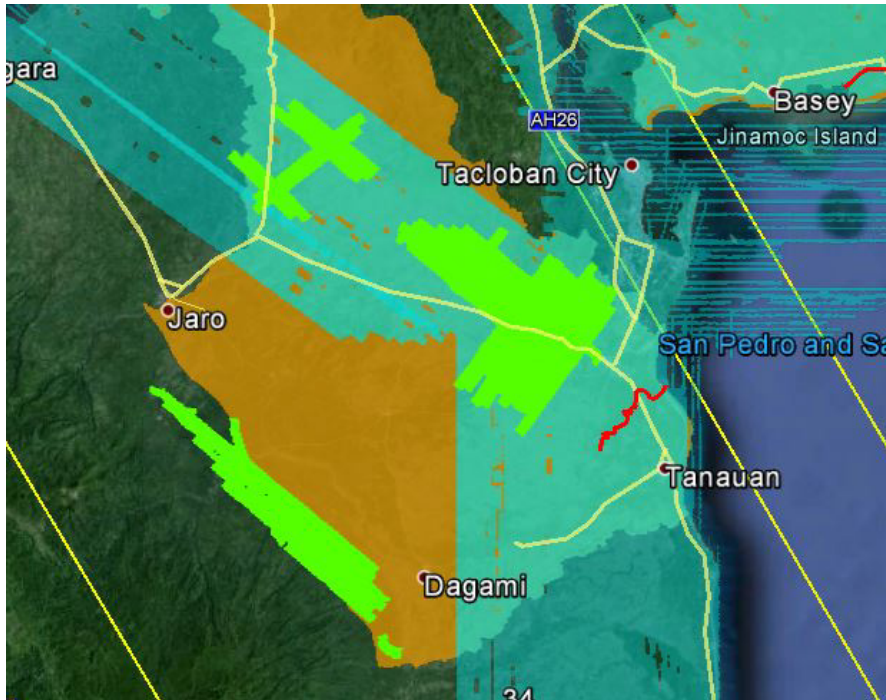 gara
Basey
AH26
Jinamoc Island
Tacloban City
Jaro
San Pedro and Sa
Tanauan
Dagami
34